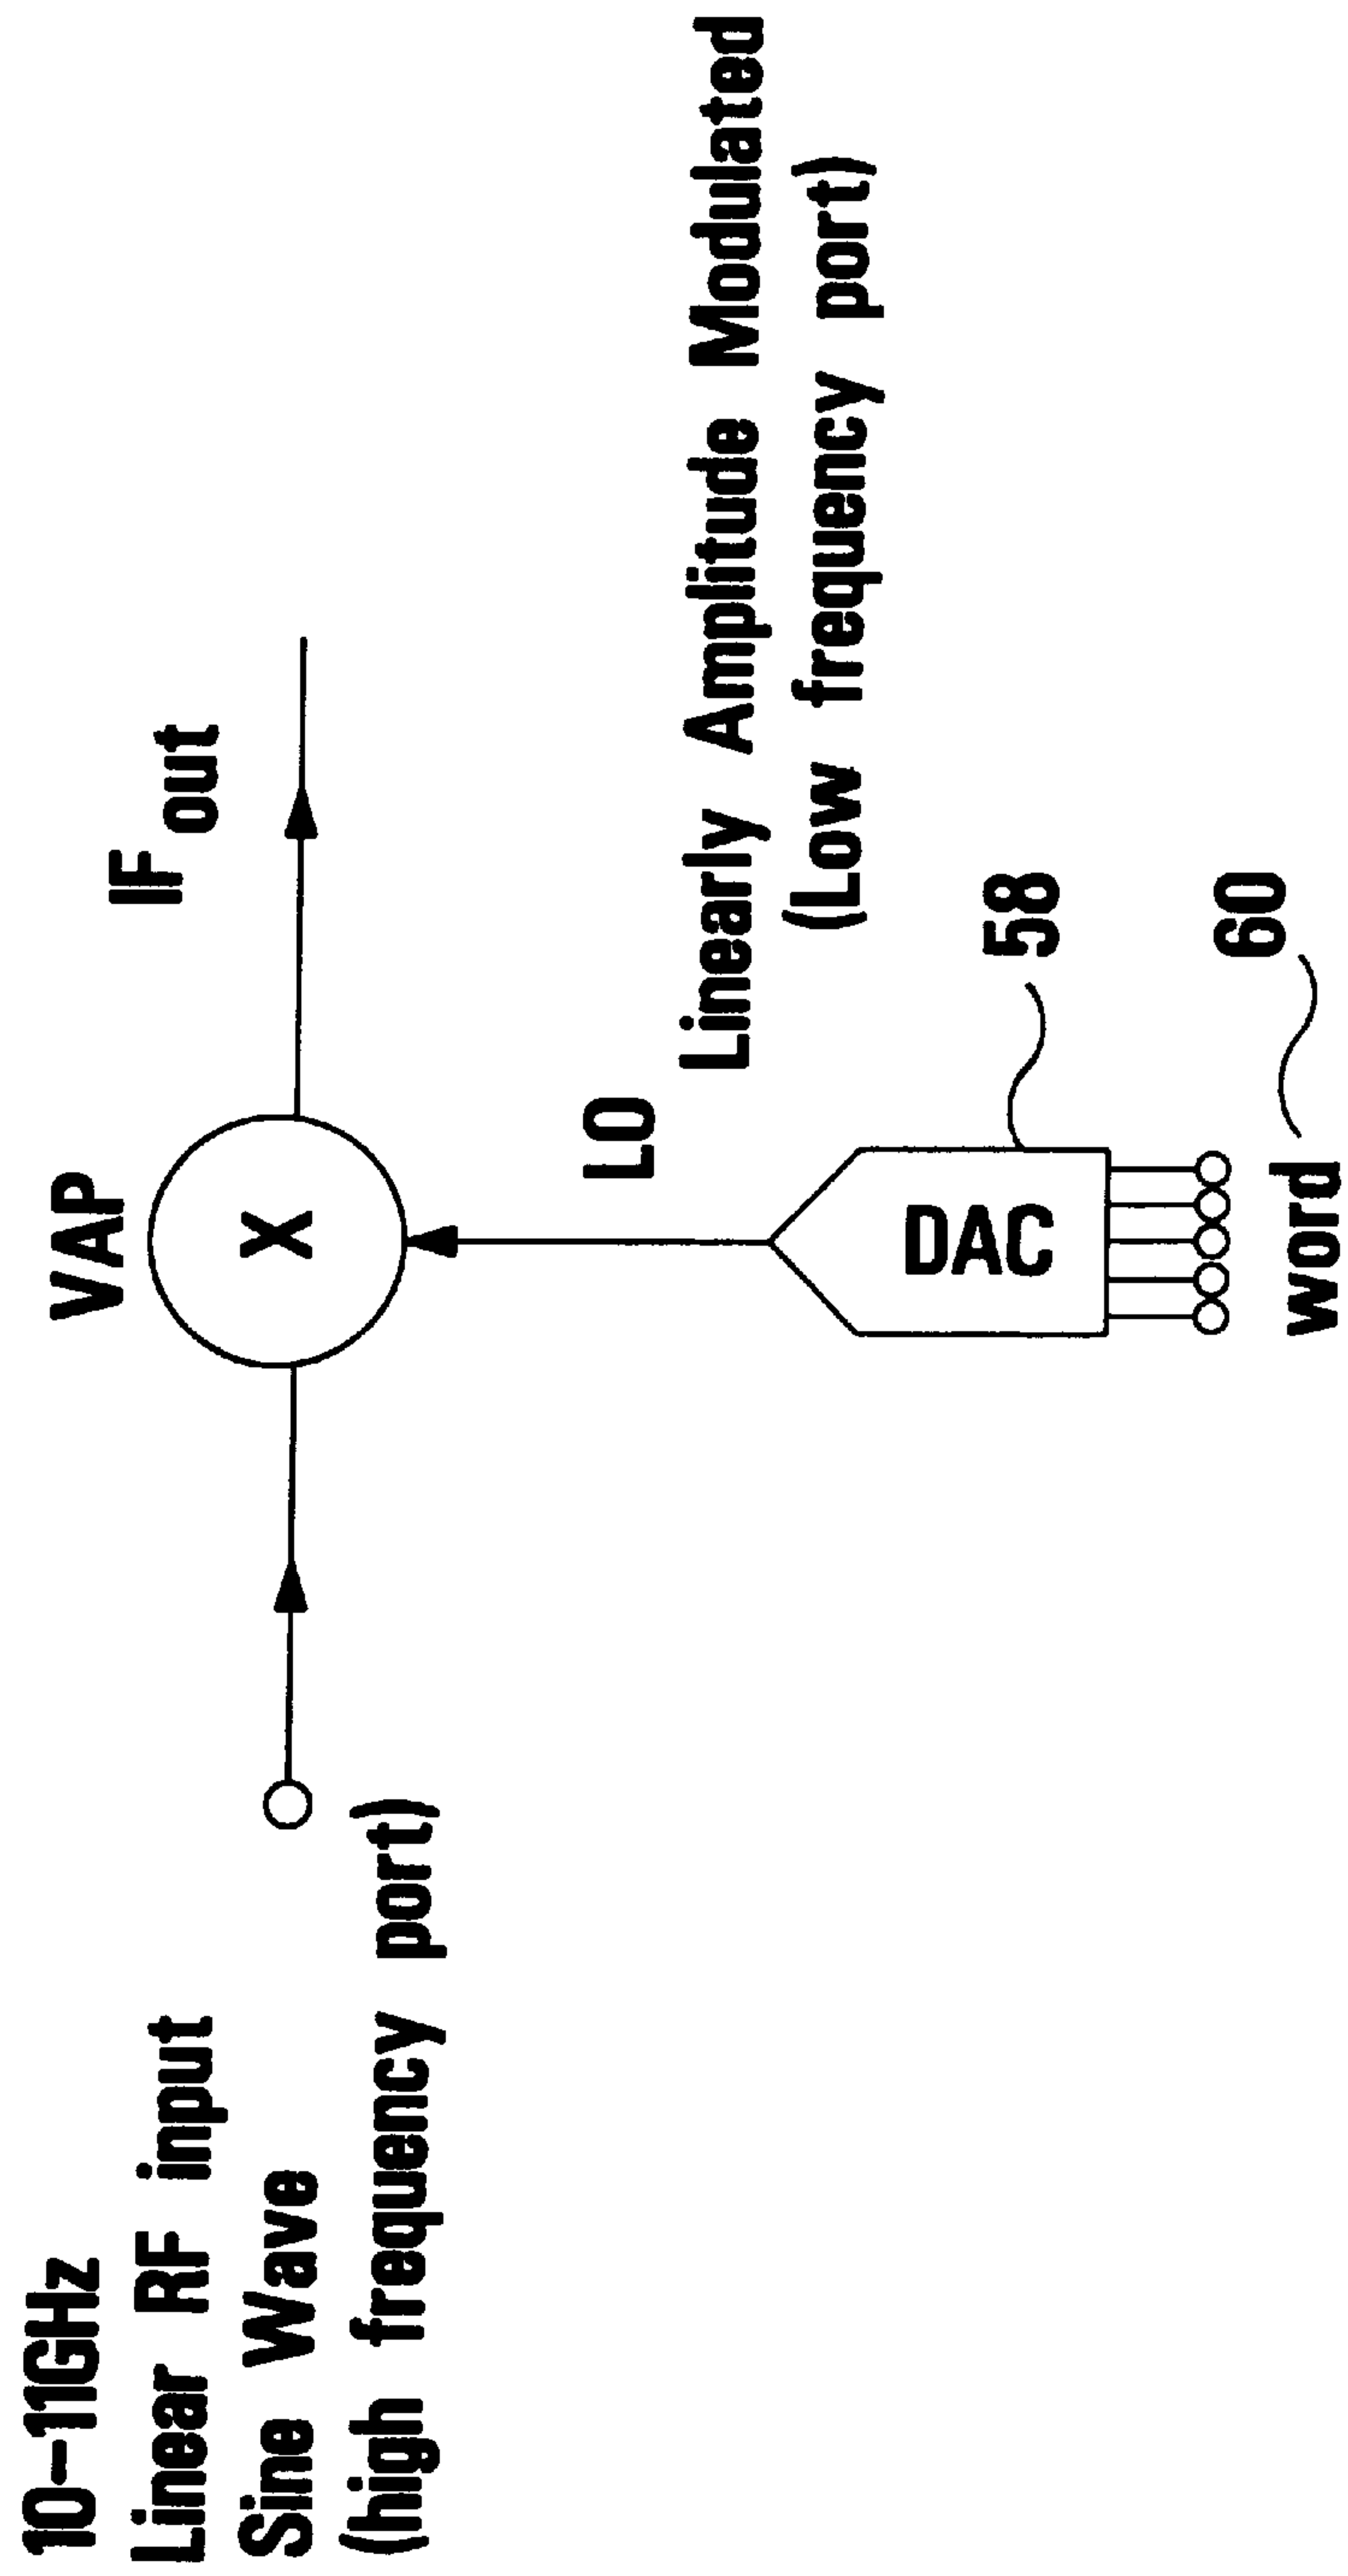 10-11GHz
Linear RF input
Sine Wave
(high frequency port)
VAP
X
IF out
LO
Linearly Amplitude Modulated
(Low frequency port)
DAC
58
word
60